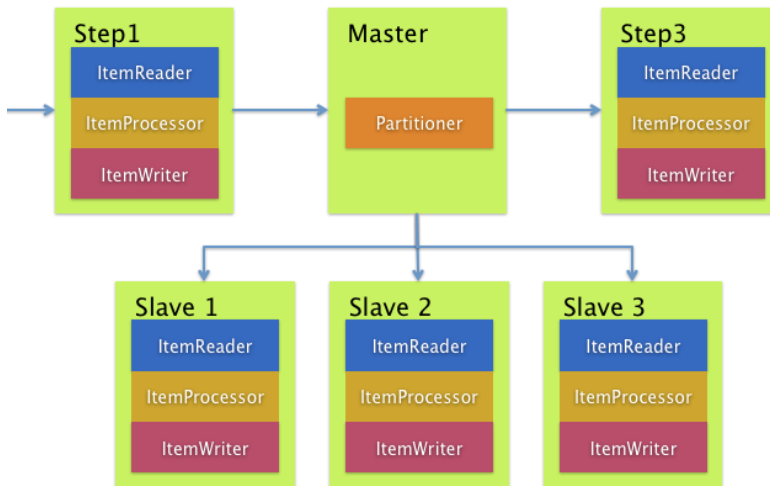 Step1
ItemReader
ItemProcessor
ItemWriter
Master
Partitioner
Step3
ItemReader
ItemProcessor
ItemWriter
Slave 1
ItemReader
ItemProcessor
ItemWriter
Slave 2
ItemReader
ItemProcessor
ItemWriter
Slave 3
ItemReader
ItemProcessor
ItemWriter